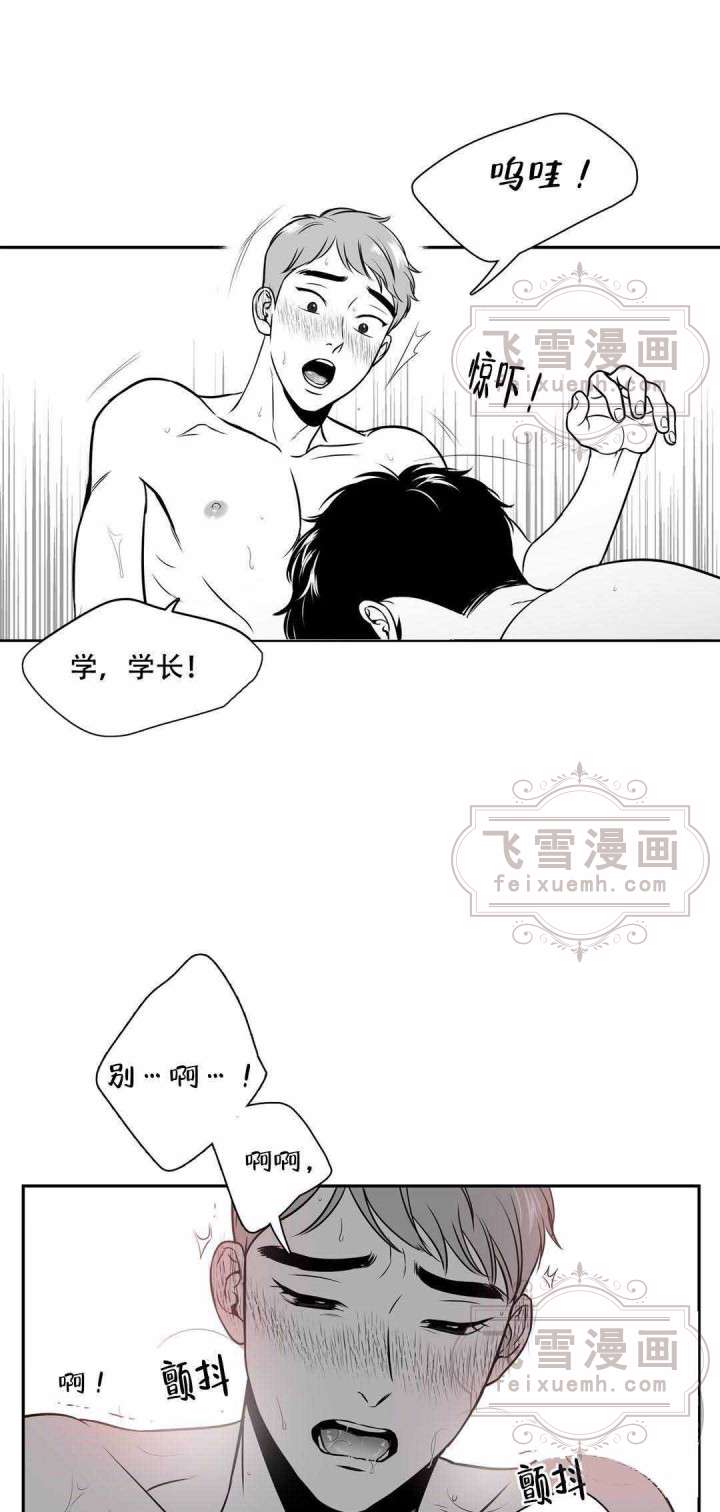 呜哇！
惊吓！
飞雪漫画
feixuemh.com
学，学长！
飞雪漫画
feixuemh.com
别…啊…！
啊啊，
飞雪漫画
feixuemh.com
啊！
颤抖
颤抖